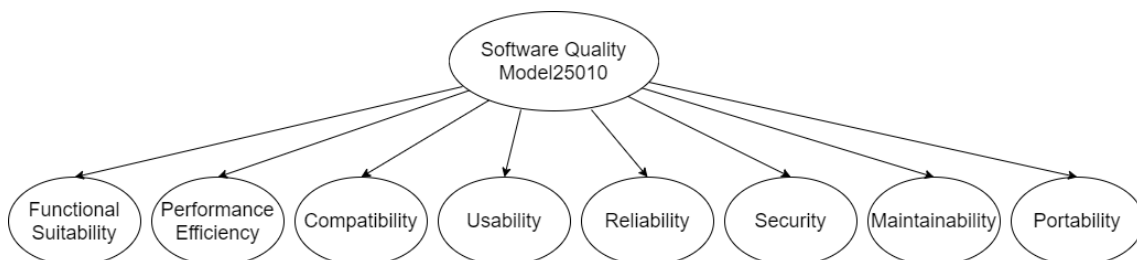 Software Quality
Model25010
Functional
Suitability
Performance
Efficiency
Compatibility
Usability
Reliability
Security
Maintainability
Portability